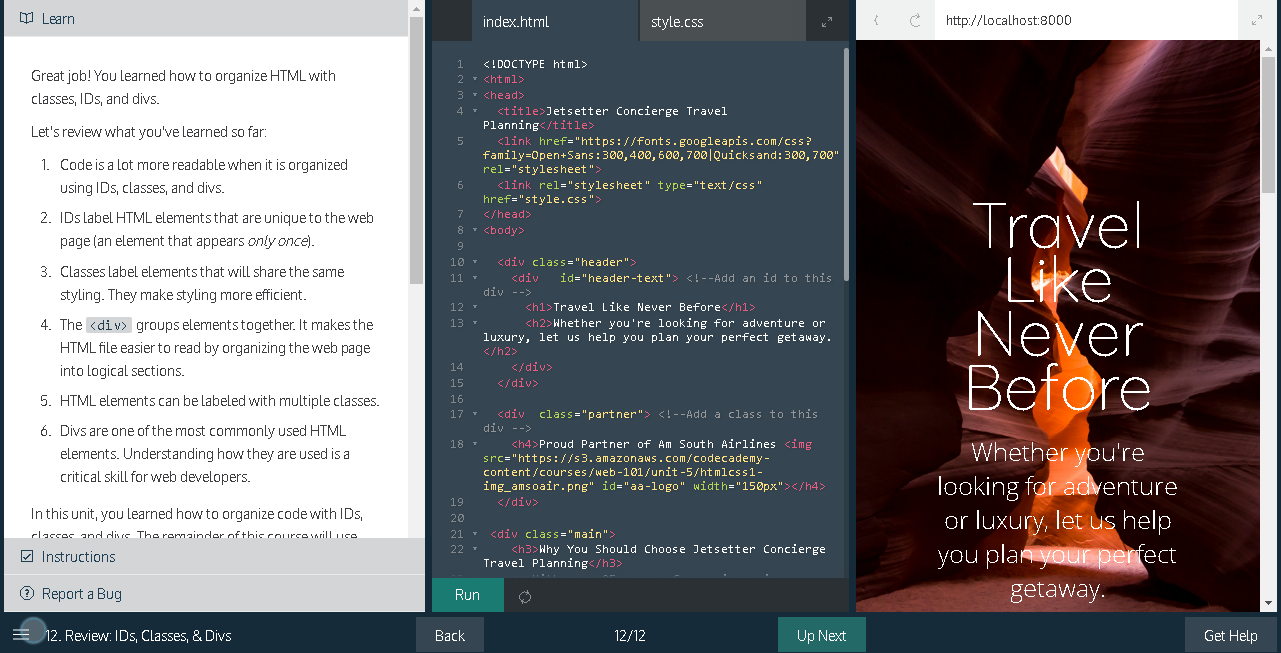 Learn
Great job! You learned how to organize HTML with
classes, IDs, and divs.
Let's review what you've learned so far:
1. Code is a lot more readable when it is organized
using IDs, classes, and divs.
2. IDs label HTML elements that are unique to the web
page (an element that appears only once).
3. Classes label elements that will share the same
styling. They make styling more efficient.
4. The <div> groups elements together. It makes the
HTML file easier to read by organizing the web page
into logical sections.
5. HTML elements can be labeled with multiple classes.
6. Divs are one of the most commonly used HTML
elements. Understanding how they are used is a
critical skill for web developers.
In this unit, you learned how to organize code with IDs,
classes, and divs. The remainder of this course will use
Instructions
Report a Bug
index.html
style.css
1 <!DOCTYPE html>
2 <html>
3 <head>
4 <title>Jetsetter Concierge Travel
Planning</title>
5 <link href="https://fonts.googleapis.com/css?
family=Open+Sans:300,400,600,700|Quicksand:300,700"
rel="stylesheet">
6 <link rel="stylesheet" type="text/css"
href="style.css">
7 </head>
8 <body>
9
10 <div class="header">
11 <div id="header-text"> <!--Add an id to this
div -->
12 <h1>Travel Like Never Before</h1>
13 <h2>Whether you're looking for adventure or
luxury, let us help you plan your perfect getaway.
</h2>
14 </div>
15 </div>
16
17 <div class="partner"> <!--Add a class to this
div -->
18 <h4>Proud Partner of Am South Airlines <img
src="https://s3.amazonaws.com/codecademy-
content/courses/web-101/unit-5/htmlcss1-
img_amsoair.png" id="aa-logo" width="150px"></h4>
19 </div>
20
21 <div class="main">
22 <h3>Why You Should Choose Jetsetter Concierge
Travel Planning</h3>
Run
http://localhost:8000
Travel
Like
Never
Before
Whether you're
looking for adventure
or luxury, let us help
you plan your perfect
getaway.
12. Review: IDs, Classes, & Divs
Back
12/12
Up Next
Get Help